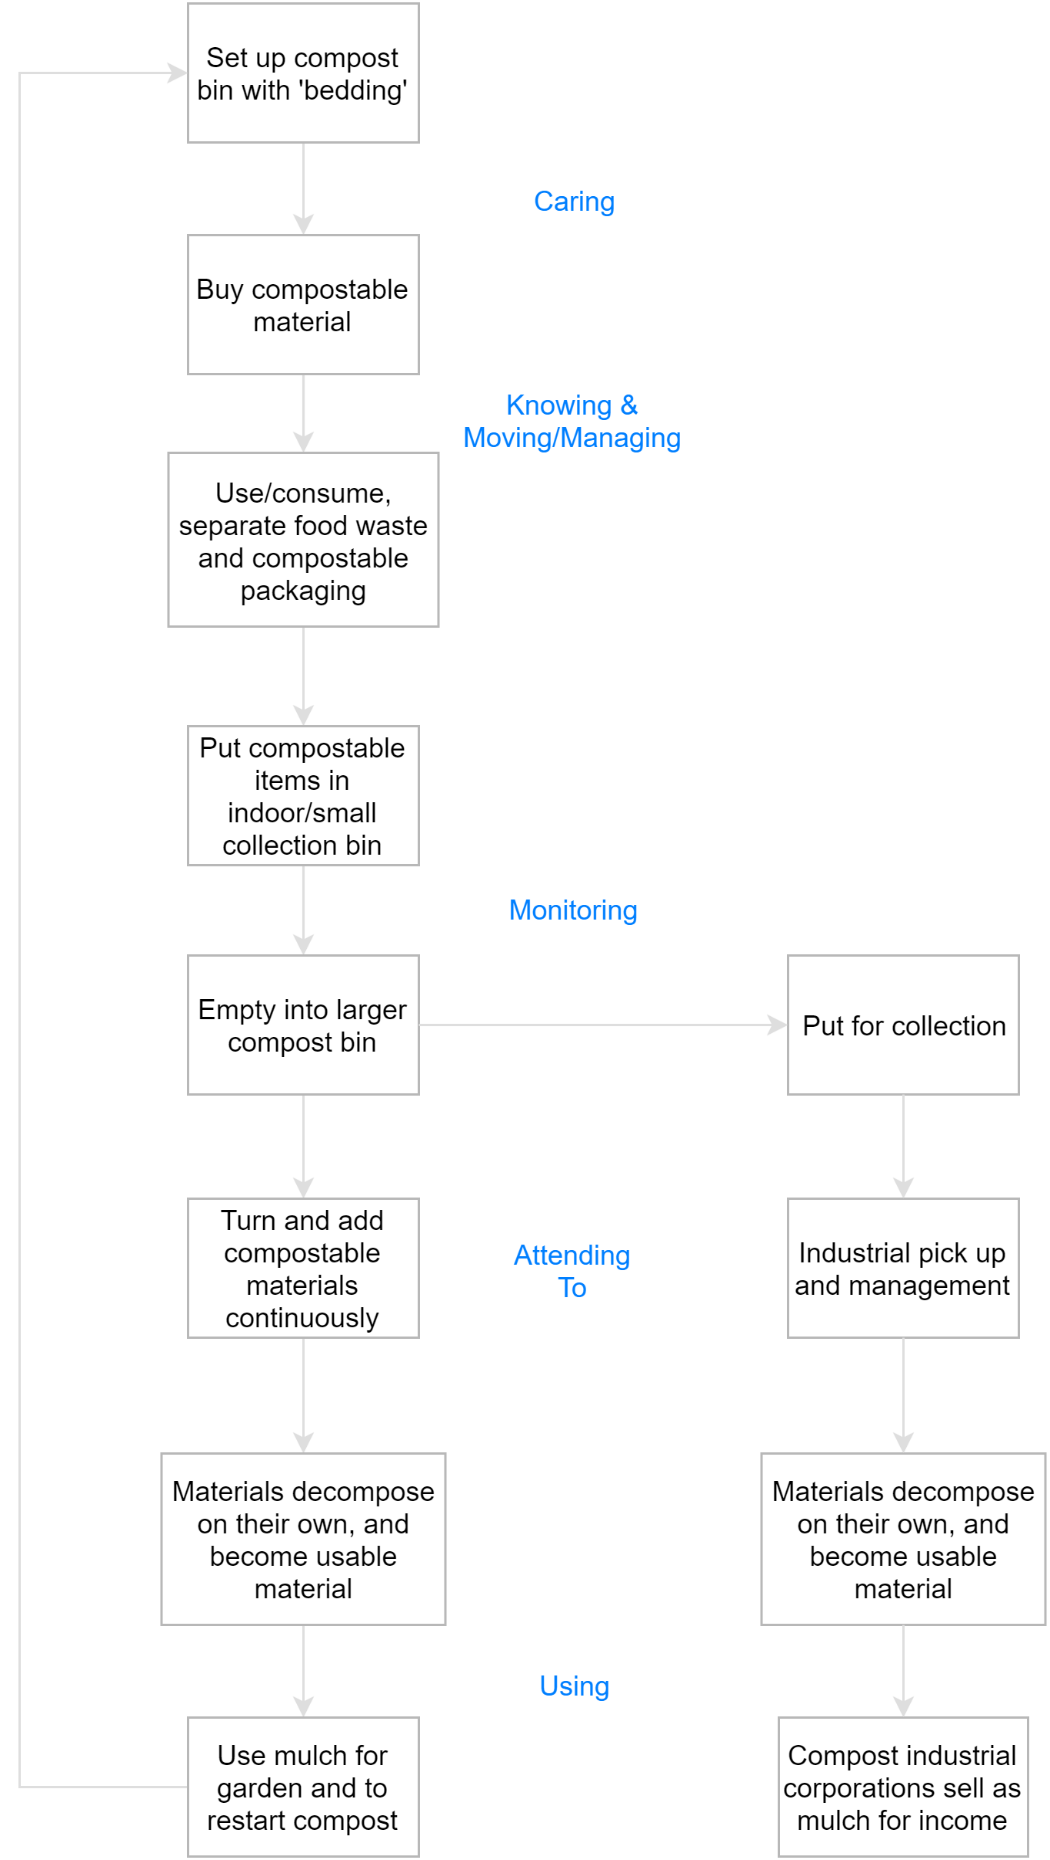 Set up compost
bin with 'bedding'
Caring
Buy compostable
material
Knowing &
Moving/Managing
Use/consume,
separate food waste
and compostable
packaging
Put compostable
items in
indoor/small
collection bin
Monitoring
Empty into larger
compost bin
Put for collection
Turn and add
compostable
materials
continuously
Attending
To
Industrial pick up
and management
Materials decompose
on their own, and
become usable
material
Materials decompose
on their own, and
become usable
material
Using
Use mulch for
garden and to
restart compost
Compost industrial
corporations sell as
mulch for income